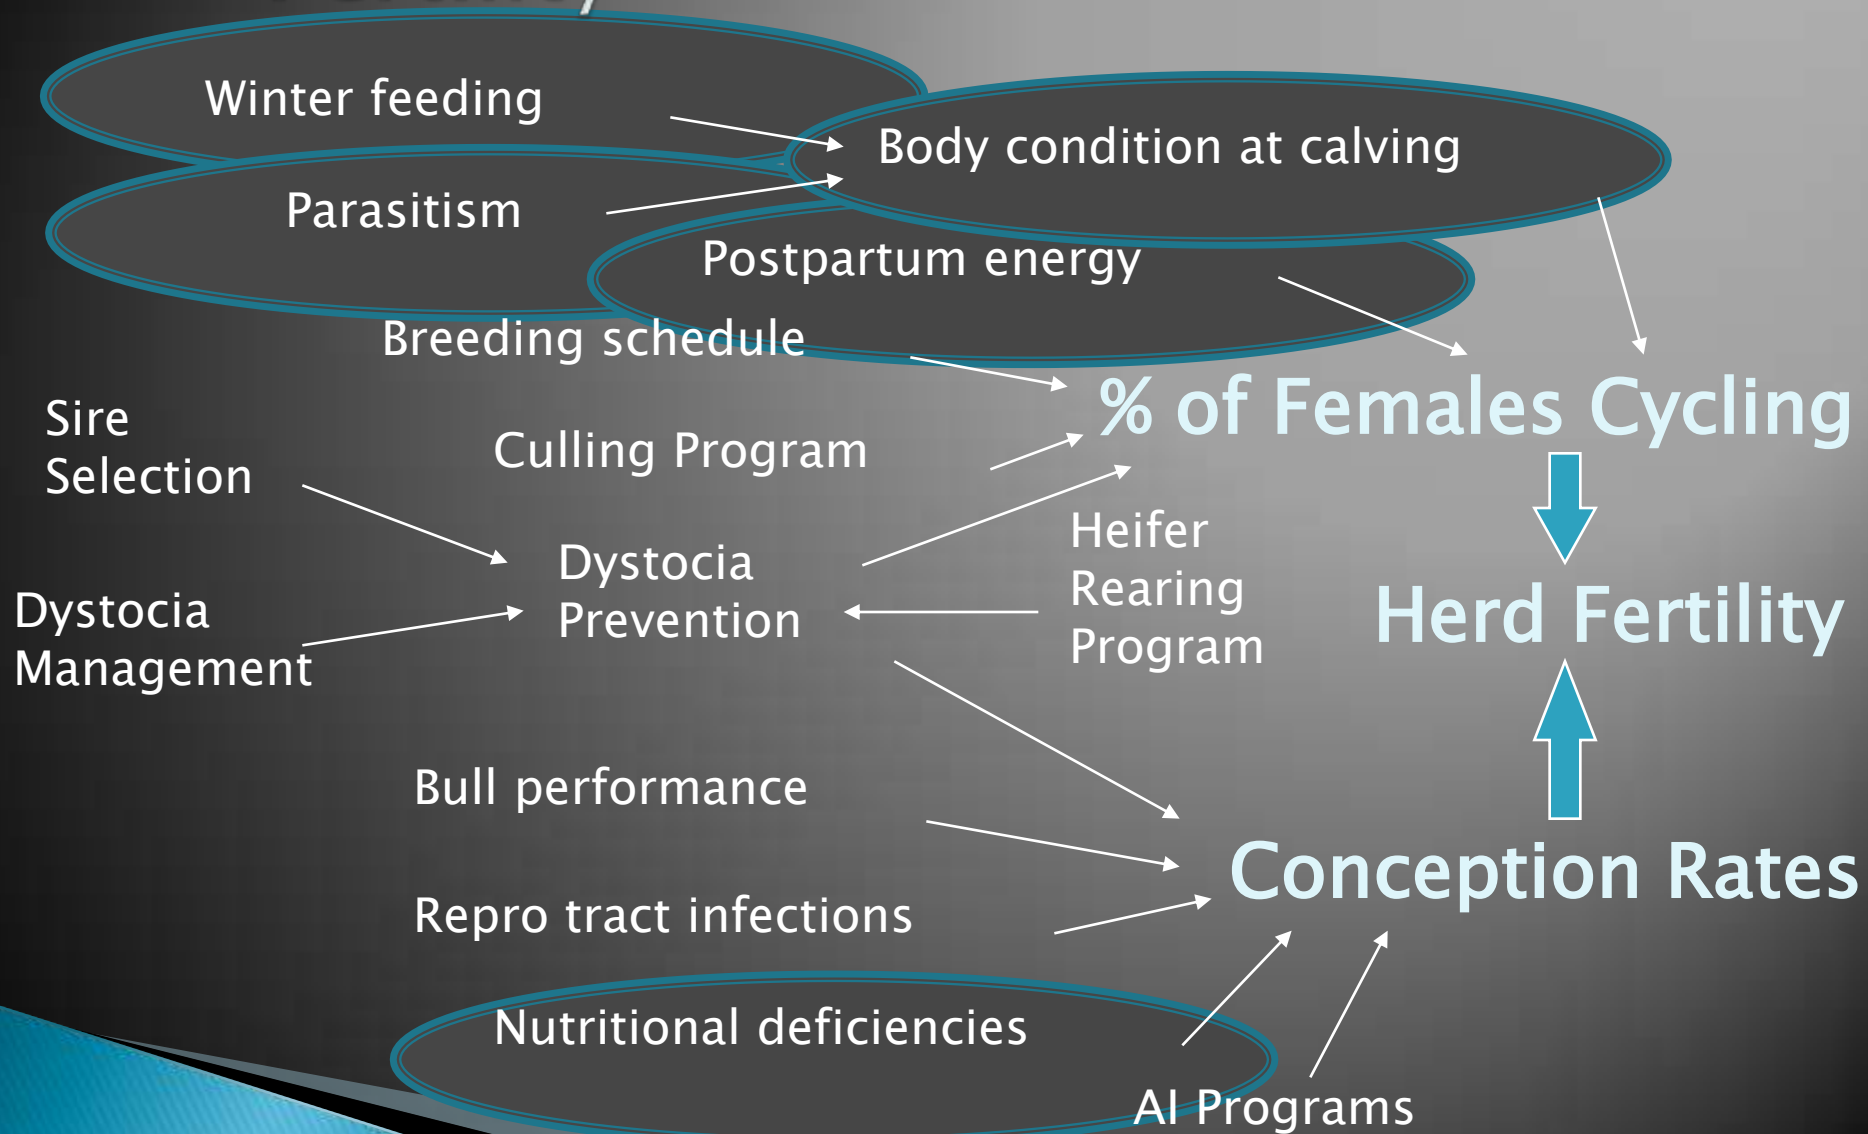 Winter feeding
Body condition at calving
Parasitism
Postpartum energy
Breeding schedule
% of Females Cycling
Sire
Selection
Culling Program
Dystocia
Prevention
Heifer
Rearing
Program
Herd Fertility
Dystocia
Management
Bull performance
Conception Rates
Repro tract infections
Nutritional deficiencies
AI Programs